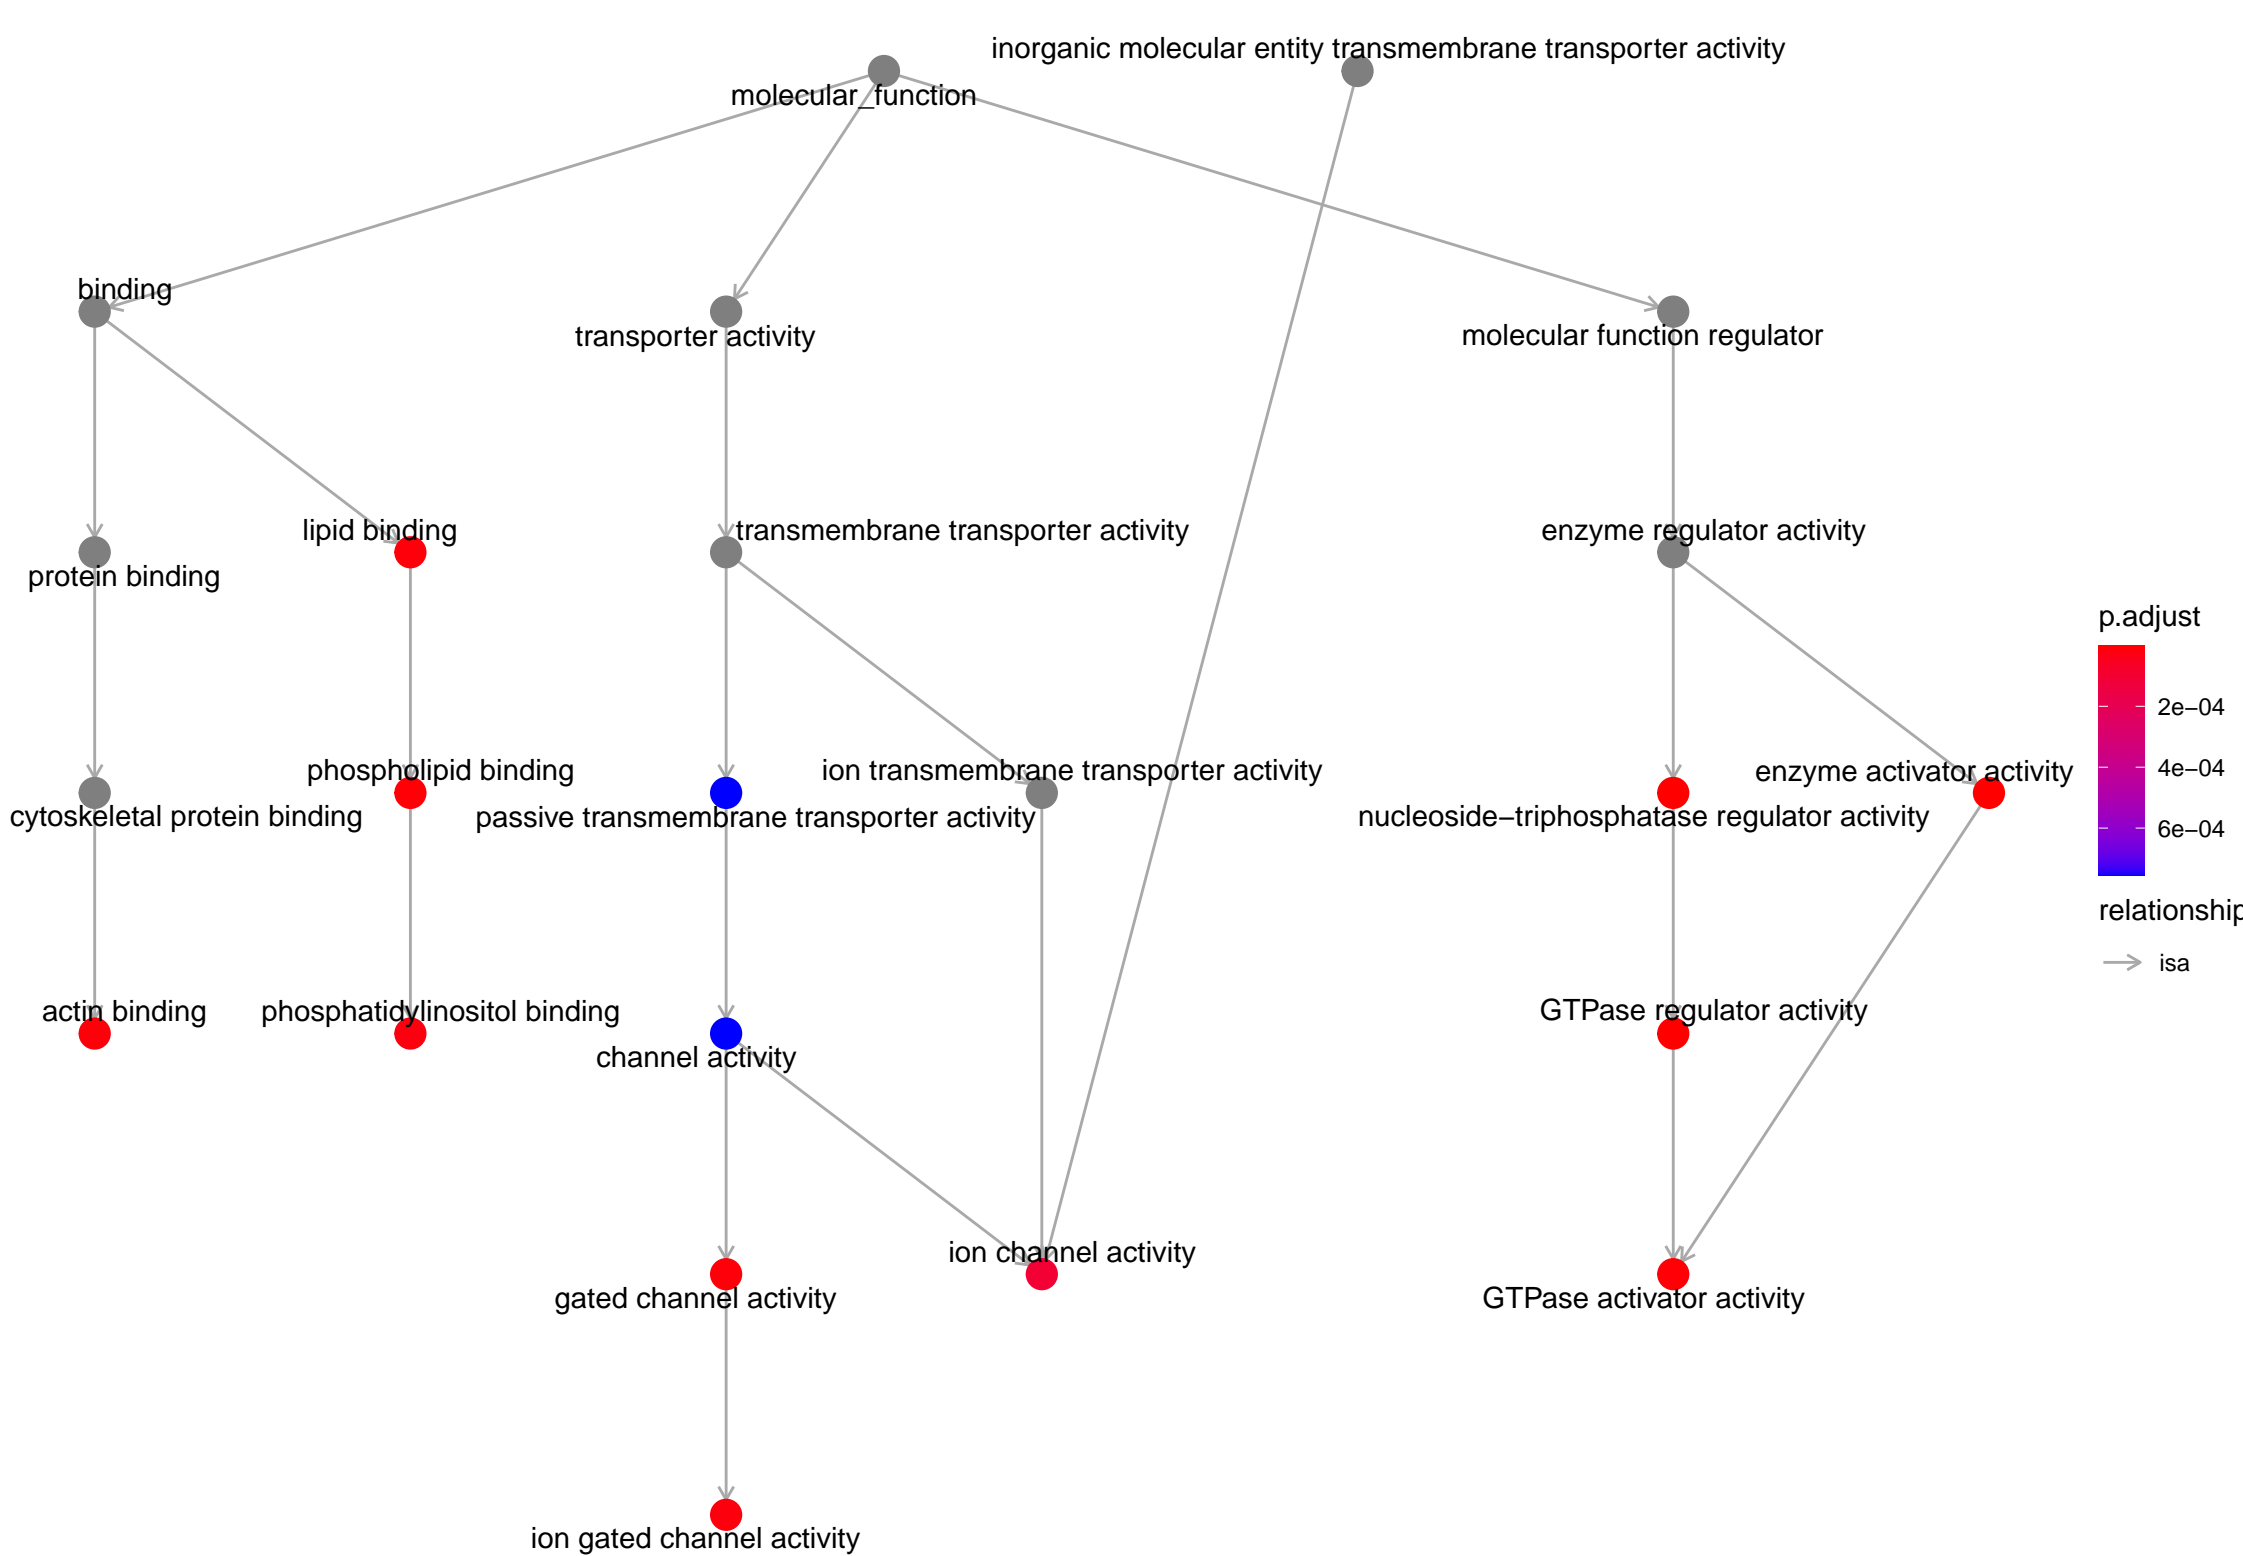 inorganic molecular entity transmembrane transporter activity
molecular_function
binding
transporter activity
molecular function regulator
lipid binding
transmembrane transporter activity
enzyme regulator activity
protein binding
p.adjust
2e−04
4e−04
6e−04
phospholipid binding
ion transmembrane transporter activity
enzyme activator activity
cytoskeletal protein binding
passive transmembrane transporter activity
nucleoside−triphosphatase regulator activity
relationship
isa
actin binding
phosphatidylinositol binding
GTPase regulator activity
channel activity
ion channel activity
gated channel activity
GTPase activator activity
ion gated channel activity